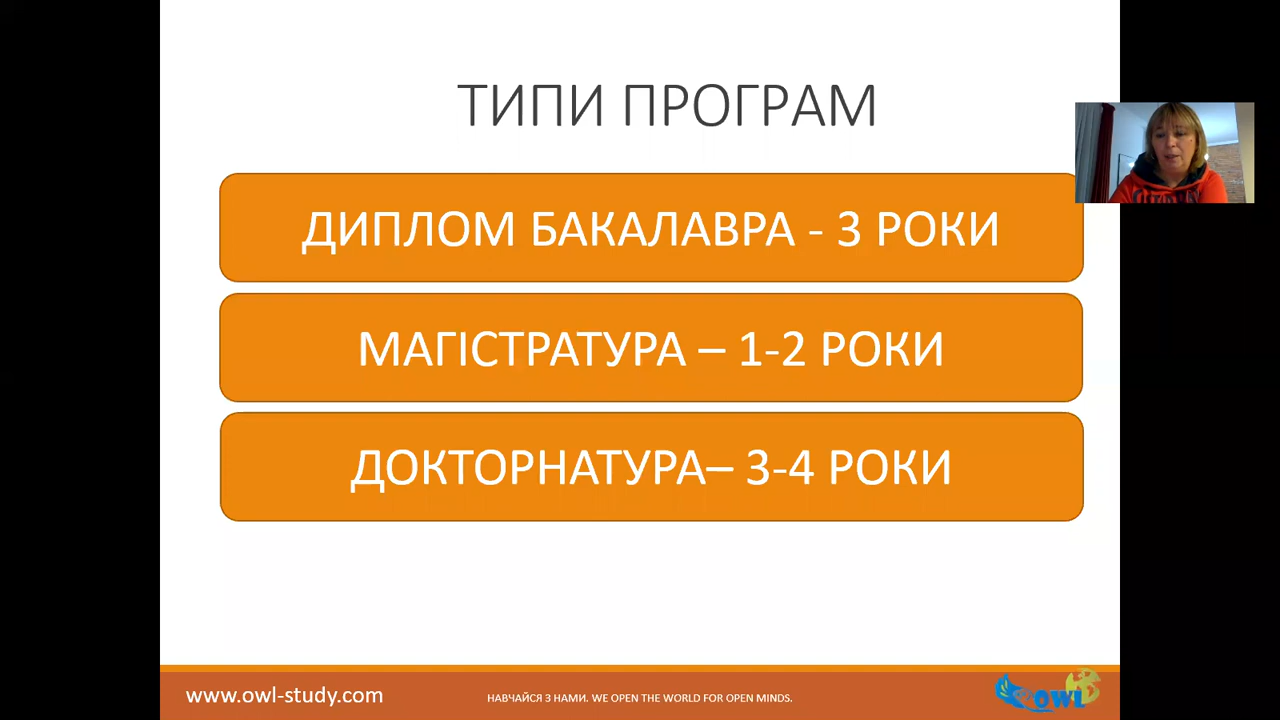 ТИПИ ПРОГРАМ
ДИПЛОМ БАКАЛАВРА - 3 РОКИ
МАГІСТРАТУРА – 1-2 РОКИ
ДОКТОРНАТУРА– 3-4 РОКИ
www.owl-study.com
НАВЧАЙСЯ З НАМИ. WE OPEN THE WORLD FOR OPEN MINDS.
OWL